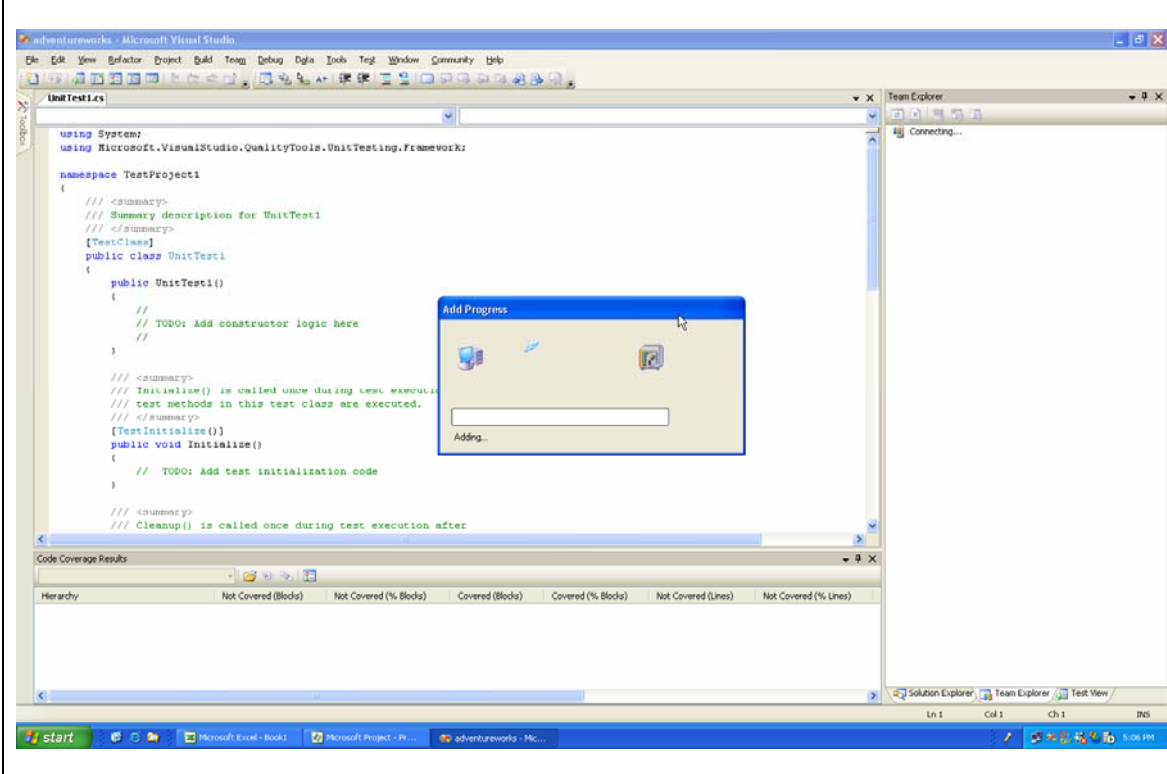 adventureworks - Microsoft Visual Studio
File Edit View Refactor Project Build Team Debug Data Tools Test Window Community Help
UnitTest1.cs
Team Explorer
Toolbox
Connecting...
using System;
using Microsoft.VisualStudio.QualityTools.UnitTesting.Framework;
namespace TestProject1
{
/// <summary>
/// Summary description for UnitTest1
/// </summary>
[TestClass]
public class UnitTest1
{
public UnitTest1()
{
//
// TODO: Add constructor logic here
//
}
/// <summary>
/// Initialize() is called once during test executi
/// test methods in this test class are executed.
/// </summary>
[TestInitialize()]
public void Initialize()
{
// TODO: Add test initialization code
}
/// <summary>
/// Cleanup() is called once during test execution after
Add Progress
Adding...
Code Coverage Results
Hierarchy Not Covered (Blocks) Not Covered (% Blocks) Covered (Blocks) Covered (% Blocks) Not Covered (Lines) Not Covered (% Lines)
Solution Explorer Team Explorer Test View
Ln 1 Col 1 Ch 1 INS
start Microsoft Excel - Book1 Microsoft Project - Pr... adventureworks - Mic... 5:06 PM